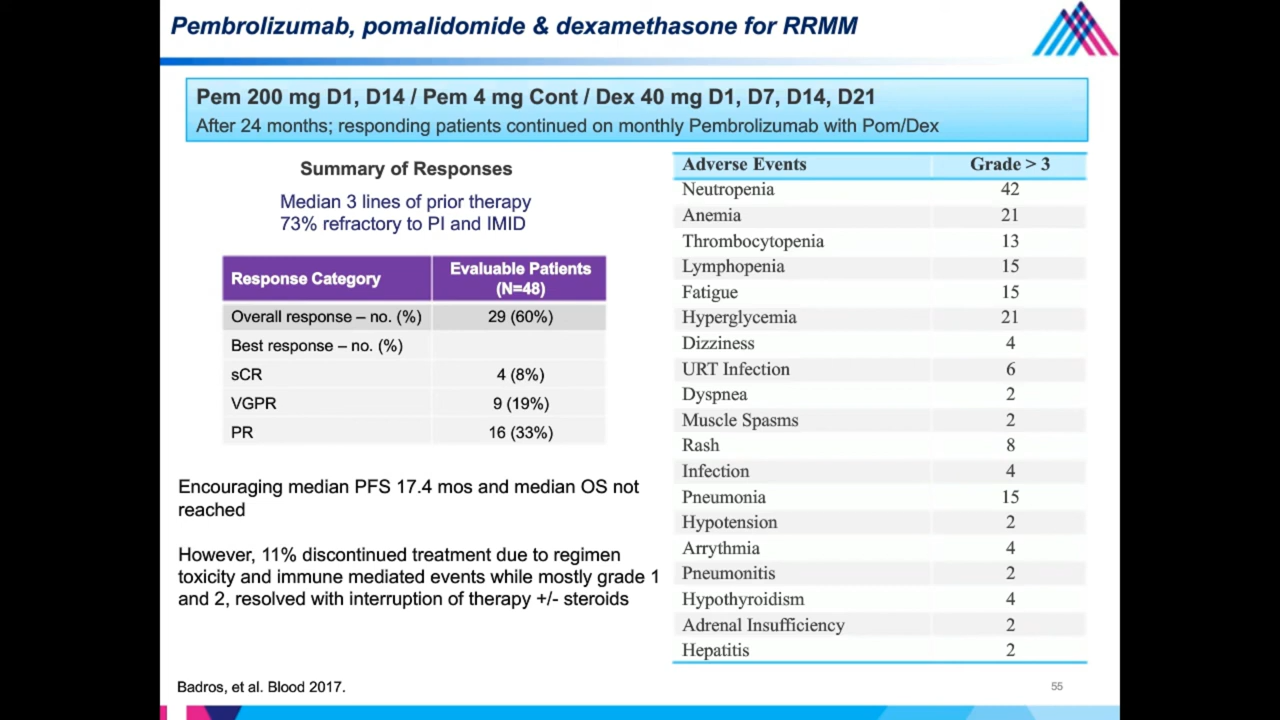 Pembrolizumab, pomalidomide & dexamethasone for RRMM
Pem 200 mg D1, D14 / Pem 4 mg Cont / Dex 40 mg D1, D7, D14, D21
After 24 months; responding patients continued on monthly Pembrolizumab with Pom/Dex
Summary of Responses
Median 3 lines of prior therapy
73% refractory to PI and IMID
Response Category Evaluable Patients
(N=48)
Overall response – no. (%) 29 (60%)
Best response – no. (%)
sCR 4 (8%)
VGPR 9 (19%)
PR 16 (33%)
Encouraging median PFS 17.4 mos and median OS not
reached
However, 11% discontinued treatment due to regimen
toxicity and immune mediated events while mostly grade 1
and 2, resolved with interruption of therapy +/- steroids
Adverse Events Grade > 3
Neutropenia 42
Anemia 21
Thrombocytopenia 13
Lymphopenia 15
Fatigue 15
Hyperglycemia 21
Dizziness 4
URT Infection 6
Dyspnea 2
Muscle Spasms 2
Rash 8
Infection 4
Pneumonia 15
Hypotension 2
Arrythmia 4
Pneumonitis 2
Hypothyroidism 4
Adrenal Insufficiency 2
Hepatitis 2
Badros, et al. Blood 2017.
55